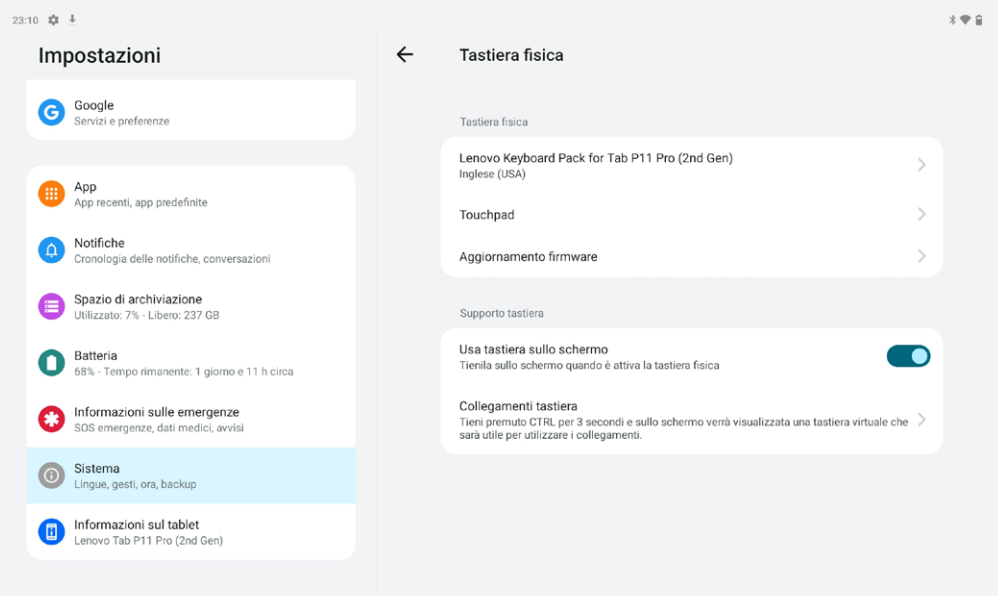 23:10
Impostazioni
Google
Servizi e preferenze
App
App recenti, app predefinite
Notifiche
Cronologia delle notifiche, conversazioni
Spazio di archiviazione
Utilizzato: 7% - Libero: 237 GB
Batteria
68% - Tempo rimanente: 1 giorno e 11 h circa
Informazioni sulle emergenze
SOS emergenze, dati medici, avvisi
Sistema
Lingue, gesti, ora, backup
Informazioni sul tablet
Lenovo Tab P11 Pro (2nd Gen)
Tastiera fisica
Tastiera fisica
Lenovo Keyboard Pack for Tab P11 Pro (2nd Gen)
Inglese (USA)
Touchpad
Aggiornamento firmware
Supporto tastiera
Usa tastiera sullo schermo
Tienila sullo schermo quando è attiva la tastiera fisica
Collegamenti tastiera
Tieni premuto CTRL per 3 secondi e sullo schermo verrà visualizzata una tastiera virtuale che
sarà utile per utilizzare i collegamenti.